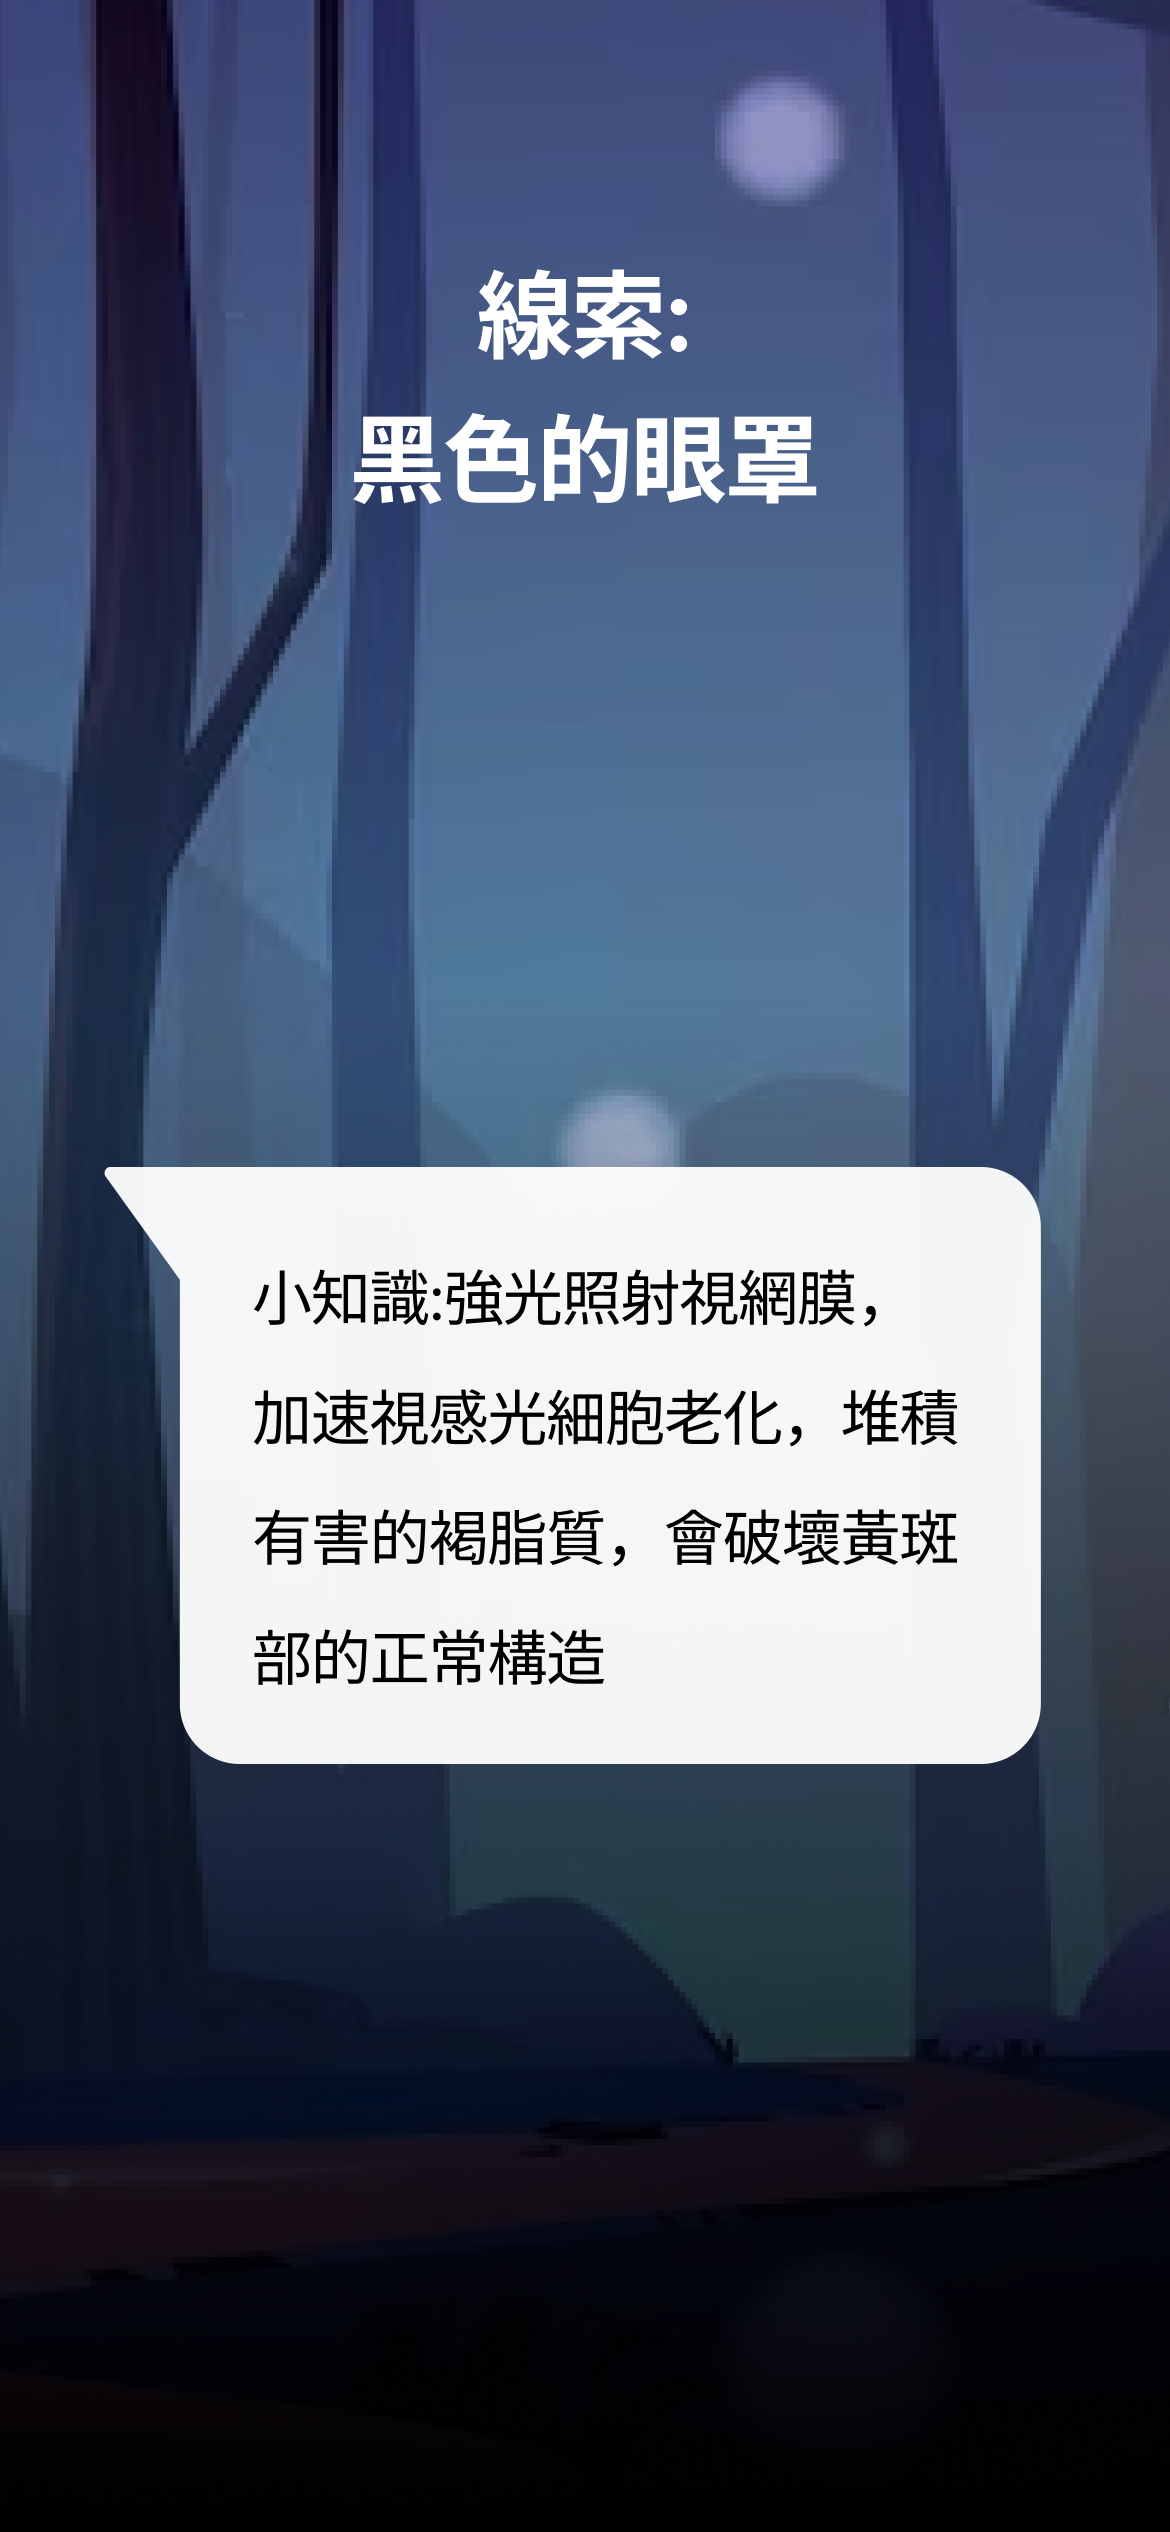 線索:
黑色的眼罩
小知識:強光照射視網膜，
加速視感光細胞老化，堆積
有害的褐脂質，會破壞黃斑
部的正常構造